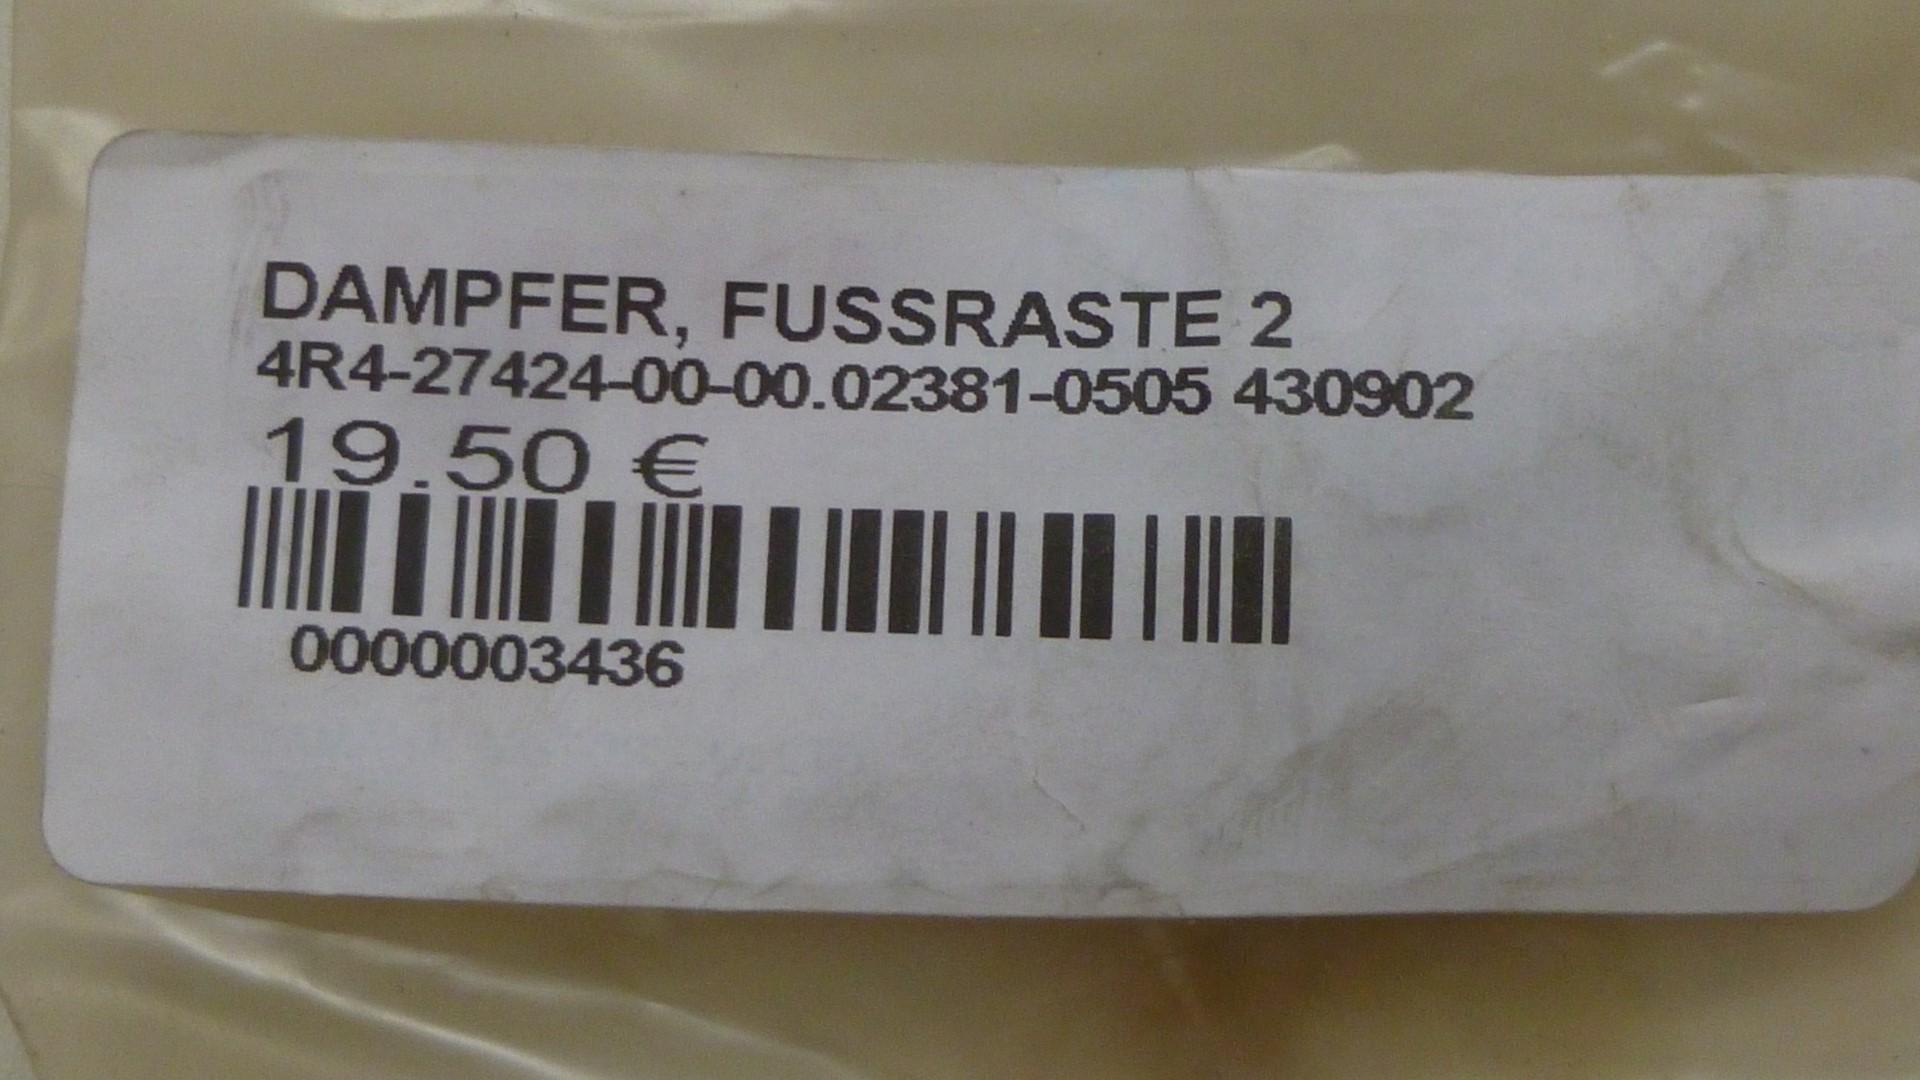 DAMPFER, FUSSRASTE 2
4R4-27424-00-00.02381-0505 430902
19.50 €
0000003436